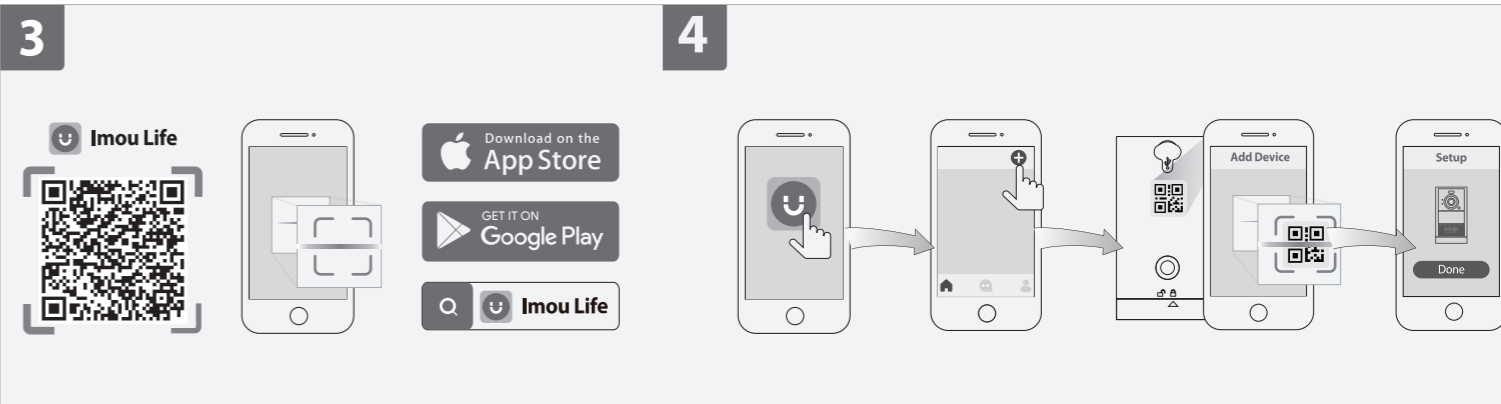 3
Imou Life
Download on the
App Store
GET IT ON
Google Play
Imou Life
4
Add Device
Setup
Done